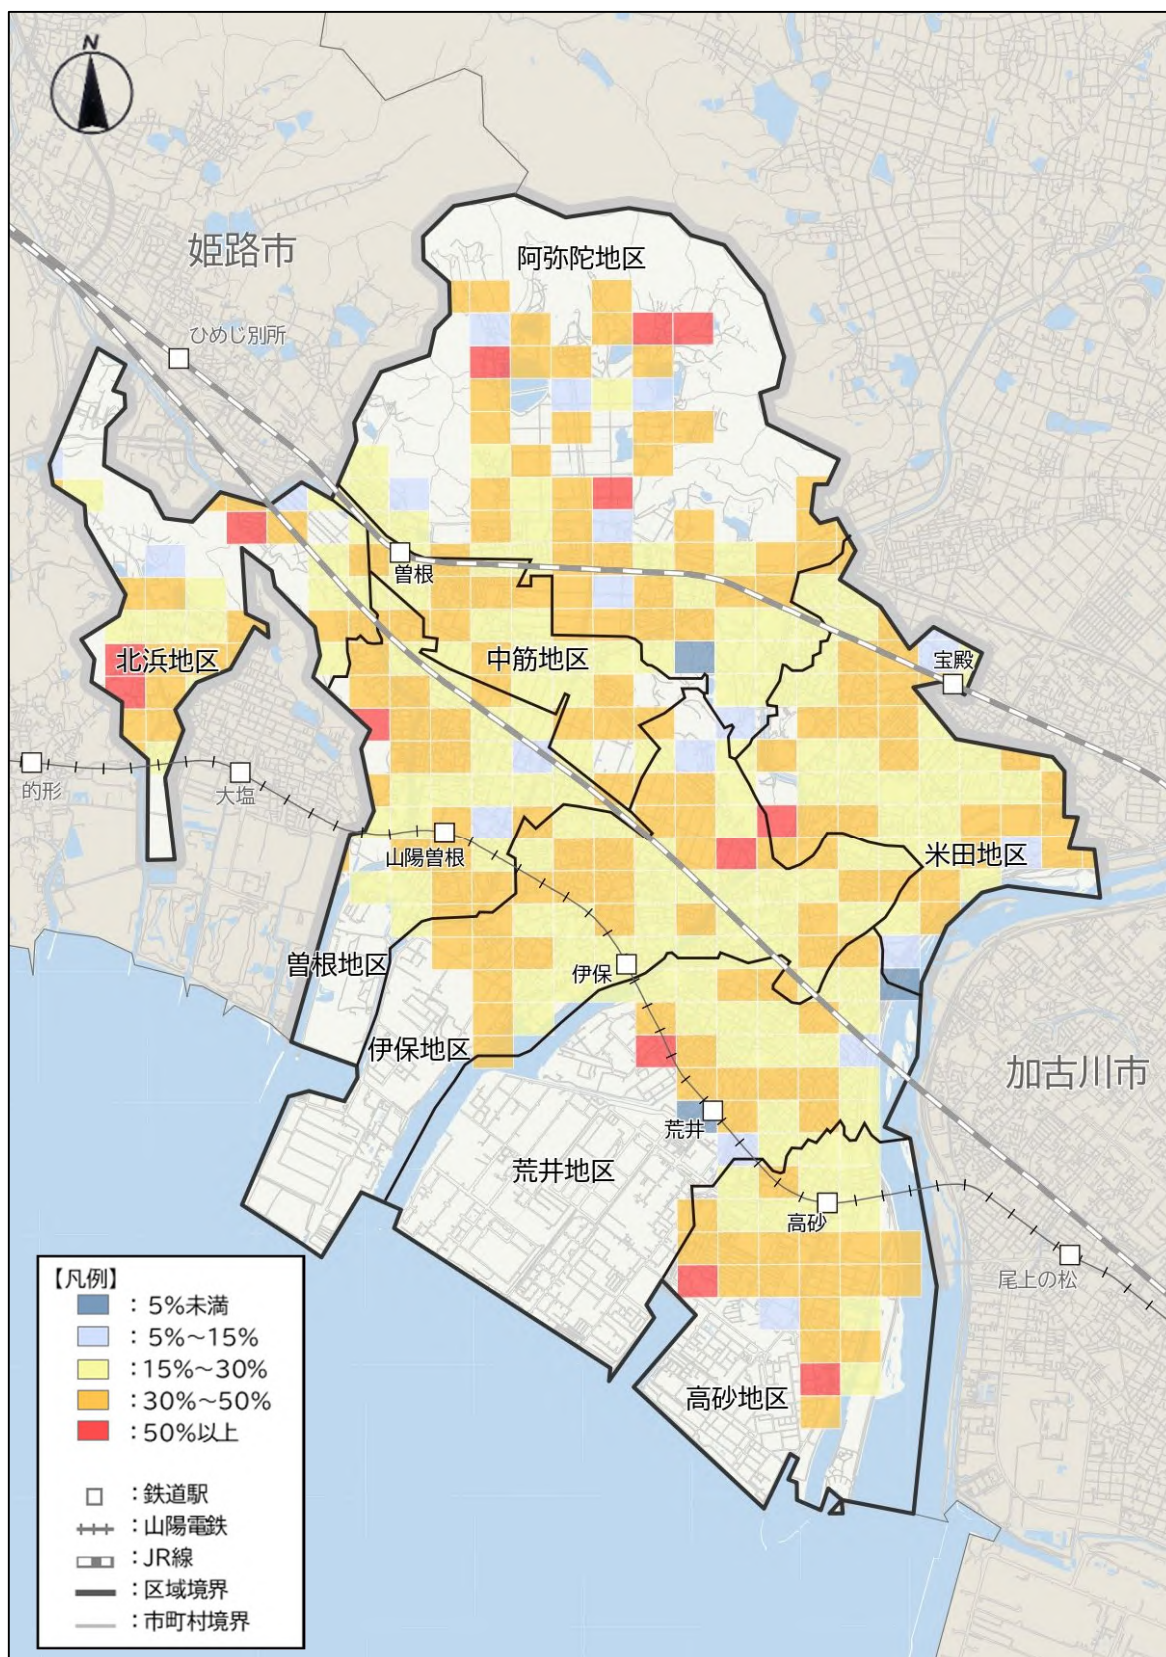 N
阿弥陀地区
姫路市
ひめじ別所
曽根
北浜地区
中筋地区
宝殿
的形
大塩
山陽曽根
米田地区
曽根地区
伊保
伊保地区
加古川市
荒井
荒井地区
高砂
尾上の松
高砂地区
【凡例】
：5%未満
：5%～15%
：15%～30%
：30%～50%
：50%以上
：鉄道駅
：山陽電鉄
：JR線
：区域境界
：市町村境界